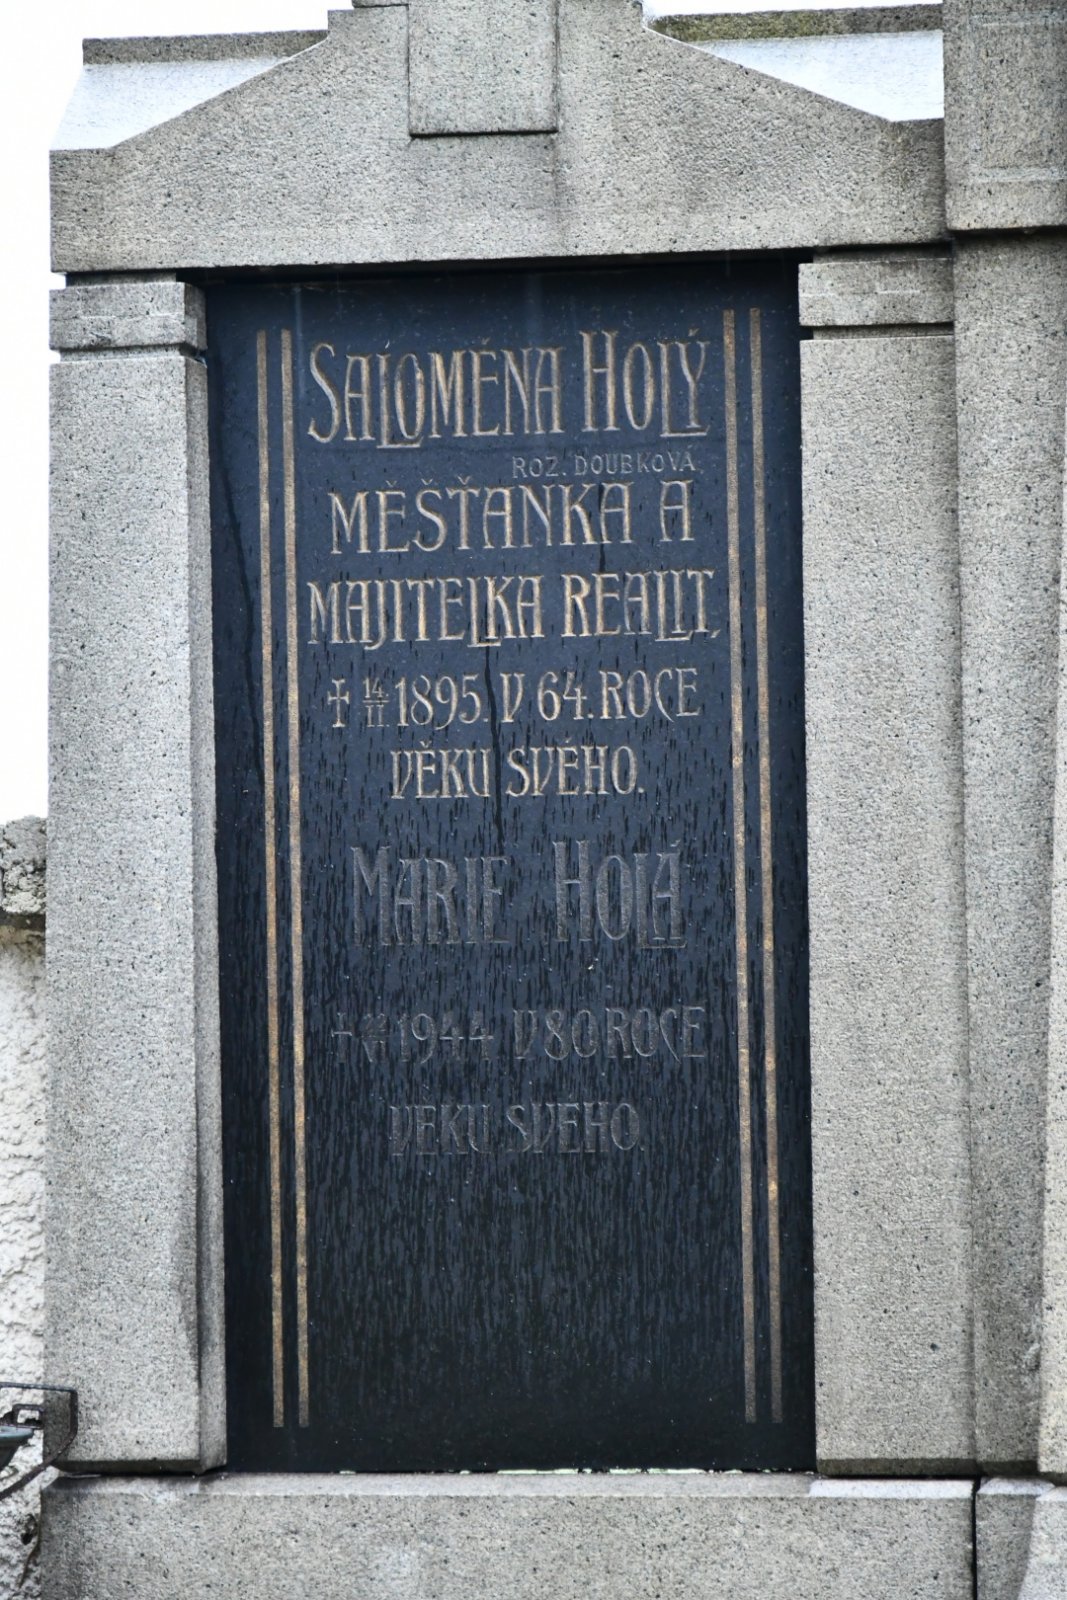 SALOMÉNA HOLÝ
ROZ. DOUBKOVÁ
MĚŠŤANKA A
MAJITELKA REALIT.
✝ 14/II 1895. V 64. ROCE
VĚKU SVÉHO.
MARIE HOLÁ
✝ 1944 V 80 ROCE
VĚKU SVÉHO.